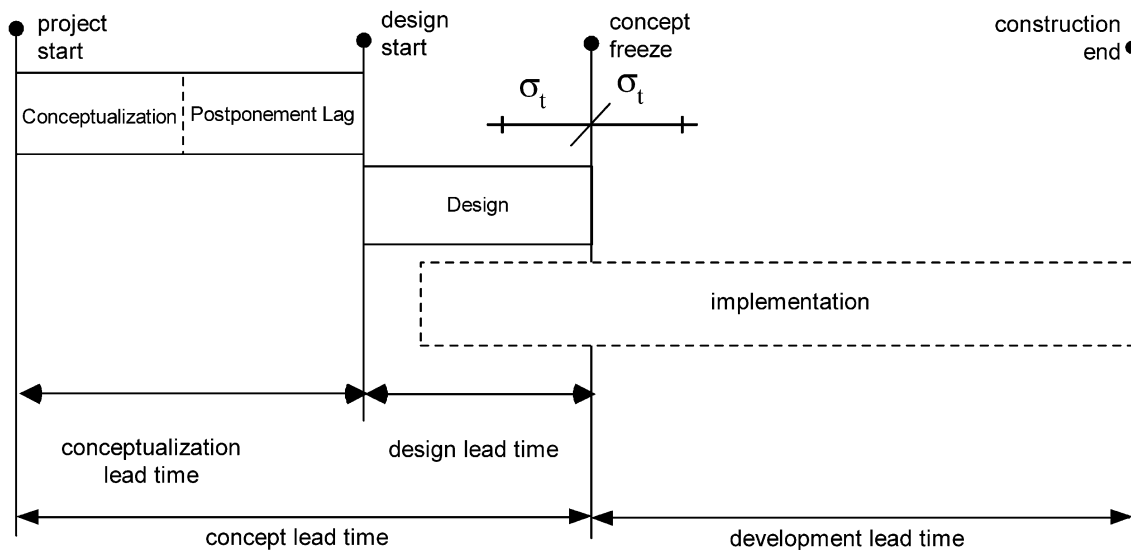 project
start
design
start
concept
freeze
construction
end
σt
σt
Conceptualization
Postponement Lag
Design
implementation
conceptualization
lead time
design lead time
concept lead time
development lead time